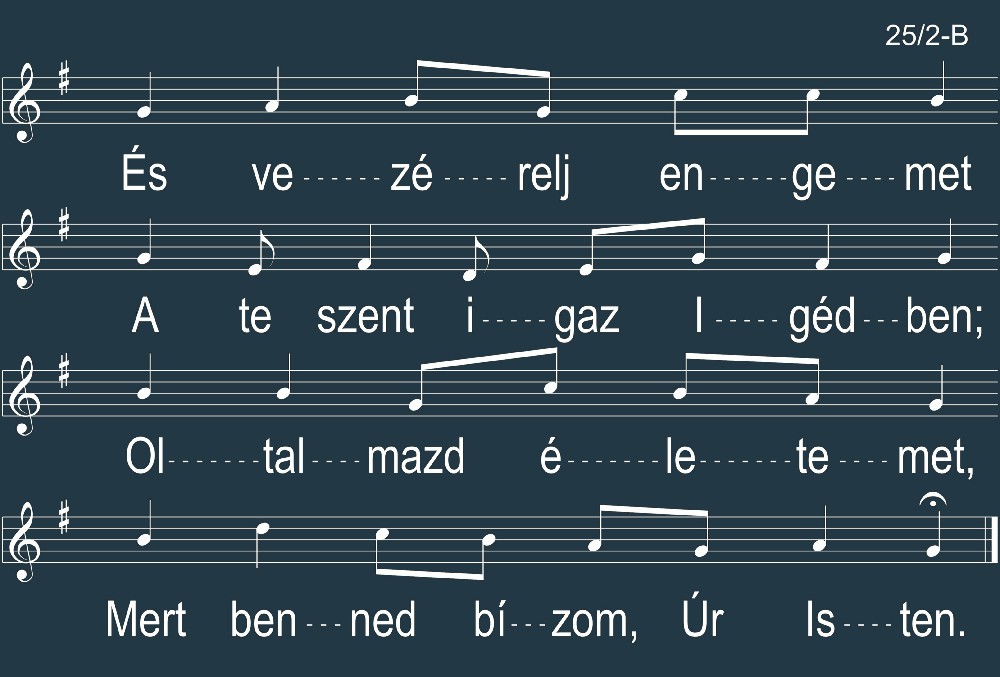 25/2-B
És ve------zé-----relj en------ge----met
A te szent i-----gaz I-----géd---ben;
Ol-------tal----mazd é-------le-------te----met,
Mert ben---ned bí---zom, Úr Is----ten.